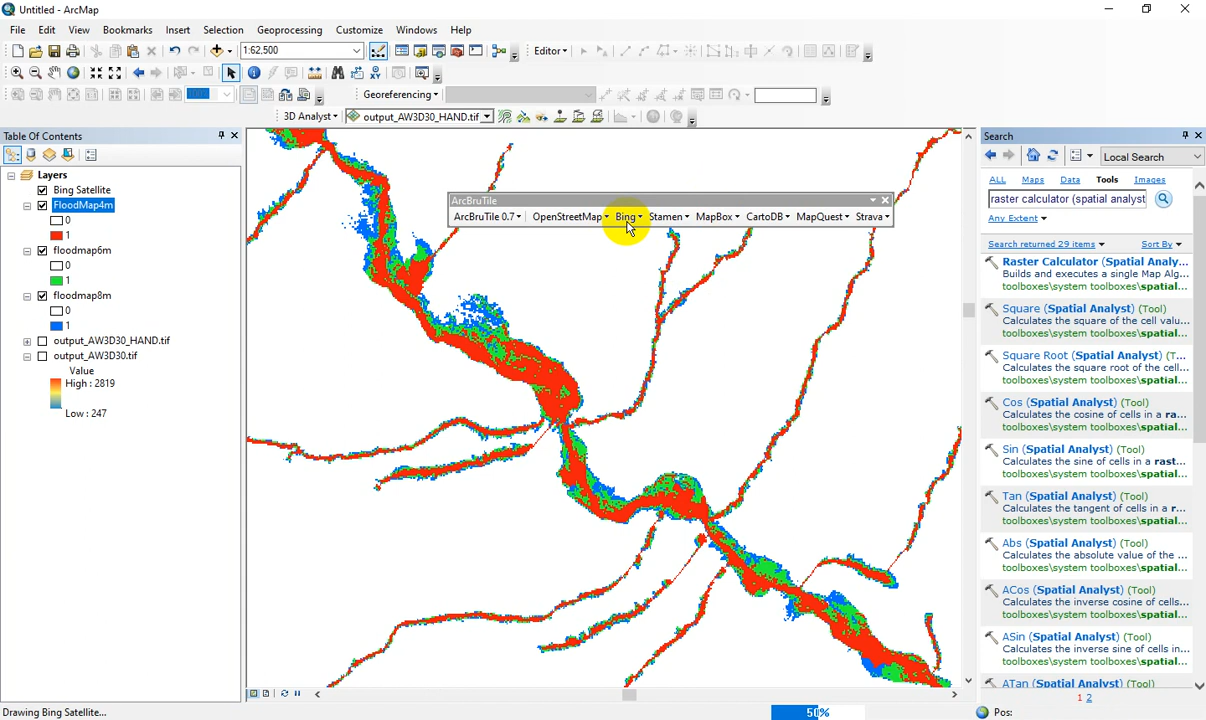 Untitled - ArcMap
File Edit View Bookmarks Insert Selection Geoprocessing Customize Windows Help
1:62,500 Editor
Georeferencing
3D Analyst output_AW3D30_HAND.tif
Table Of Contents
Layers
Bing Satellite
FloodMap4m
0
1
floodmap6m
0
1
floodmap8m
0
1
output_AW3D30_HAND.tif
output_AW3D30.tif
Value
High : 2819
Low : 247
ArcBruTile
ArcBruTile 0.7 OpenStreetMap Bing Stamen MapBox CartoDB MapQuest Strava
Search
Local Search
ALL Maps Data Tools Images
raster calculator (spatial analyst
Any Extent
Search returned 29 items Sort By
Raster Calculator (Spatial Analy...
Builds and executes a single Map Alg...
toolboxes\system toolboxes\spatial...
Square (Spatial Analyst) (Tool)
Calculates the square of the cell valu...
toolboxes\system toolboxes\spatial...
Square Root (Spatial Analyst) (T...
Calculates the square root of the cell...
toolboxes\system toolboxes\spatial...
Cos (Spatial Analyst) (Tool)
Calculates the cosine of cells in a ra...
toolboxes\system toolboxes\spatial...
Sin (Spatial Analyst) (Tool)
Calculates the sine of cells in a rast...
toolboxes\system toolboxes\spatial...
Tan (Spatial Analyst) (Tool)
Calculates the tangent of cells in a r...
toolboxes\system toolboxes\spatial...
Abs (Spatial Analyst) (Tool)
Calculates the absolute value of the ...
toolboxes\system toolboxes\spatial...
ACos (Spatial Analyst) (Tool)
Calculates the inverse cosine of cells...
toolboxes\system toolboxes\spatial...
ASin (Spatial Analyst) (Tool)
Calculates the inverse sine of cells in...
toolboxes\system toolboxes\spatial...
ATan (Spatial Analyst) (Tool)
1 2
Drawing Bing Satellite... 50% Pos: